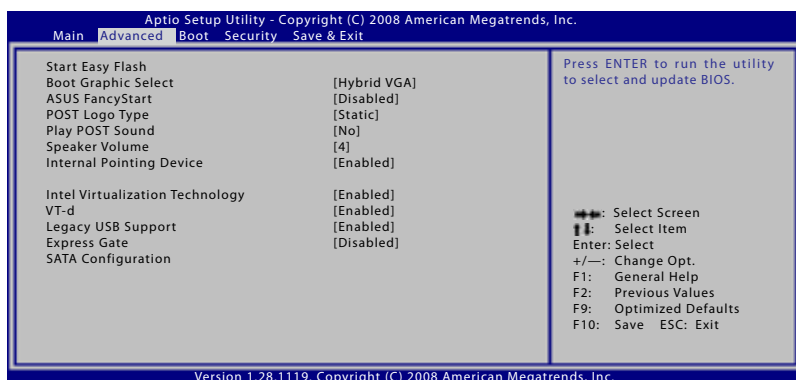 Aptio Setup Utility - Copyright (C) 2008 American Megatrends, Inc.
Main Advanced Boot Security Save & Exit
Start Easy Flash
Boot Graphic Select [Hybrid VGA]
ASUS FancyStart [Disabled]
POST Logo Type [Static]
Play POST Sound [No]
Speaker Volume [4]
Internal Pointing Device [Enabled]
Intel Virtualization Technology [Enabled]
VT-d [Enabled]
Legacy USB Support [Enabled]
Express Gate [Disabled]
SATA Configuration
Press ENTER to run the utility
to select and update BIOS.
→←: Select Screen
↑↓: Select Item
Enter: Select
+/—: Change Opt.
F1: General Help
F2: Previous Values
F9: Optimized Defaults
F10: Save ESC: Exit
Version 1.28.1119. Copyright (C) 2008 American Megatrends, Inc.